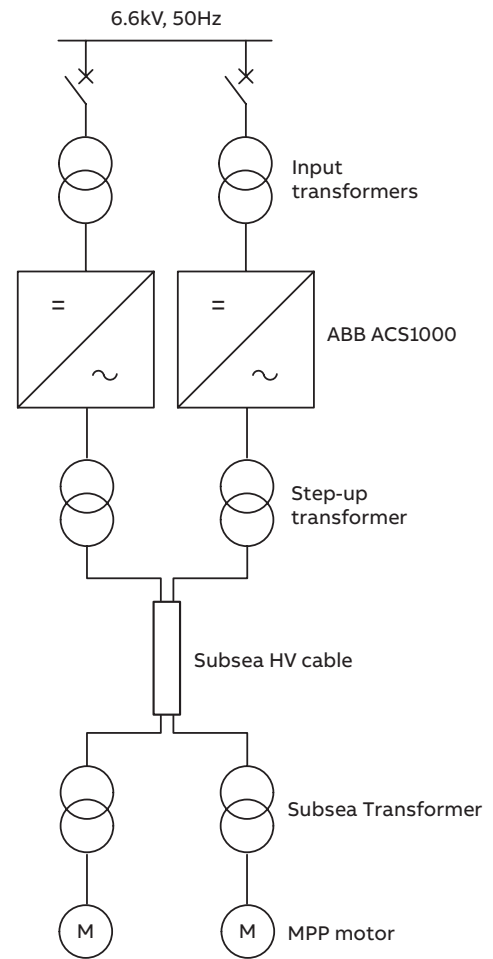 6.6kV, 50Hz
Input
transformers
=
=
ABB ACS1000
~
~
Step-up
transformer
Subsea HV cable
Subsea Transformer
M
M
MPP motor